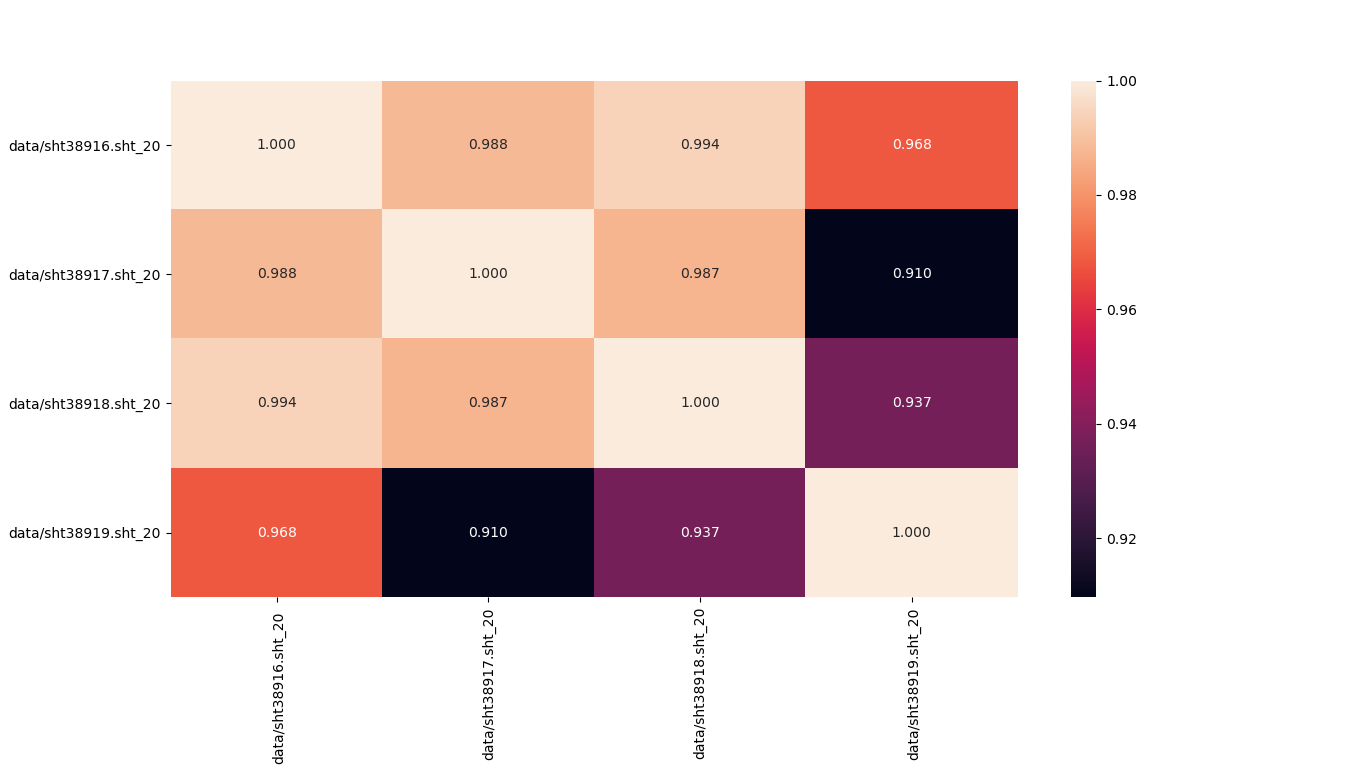 data/sht38916.sht_20 1.000 0.988 0.994 0.968
data/sht38917.sht_20 0.988 1.000 0.987 0.910
data/sht38918.sht_20 0.994 0.987 1.000 0.937
data/sht38919.sht_20 0.968 0.910 0.937 1.000
data/sht38916.sht_20
data/sht38917.sht_20
data/sht38918.sht_20
data/sht38919.sht_20
1.00
0.98
0.96
0.94
0.92